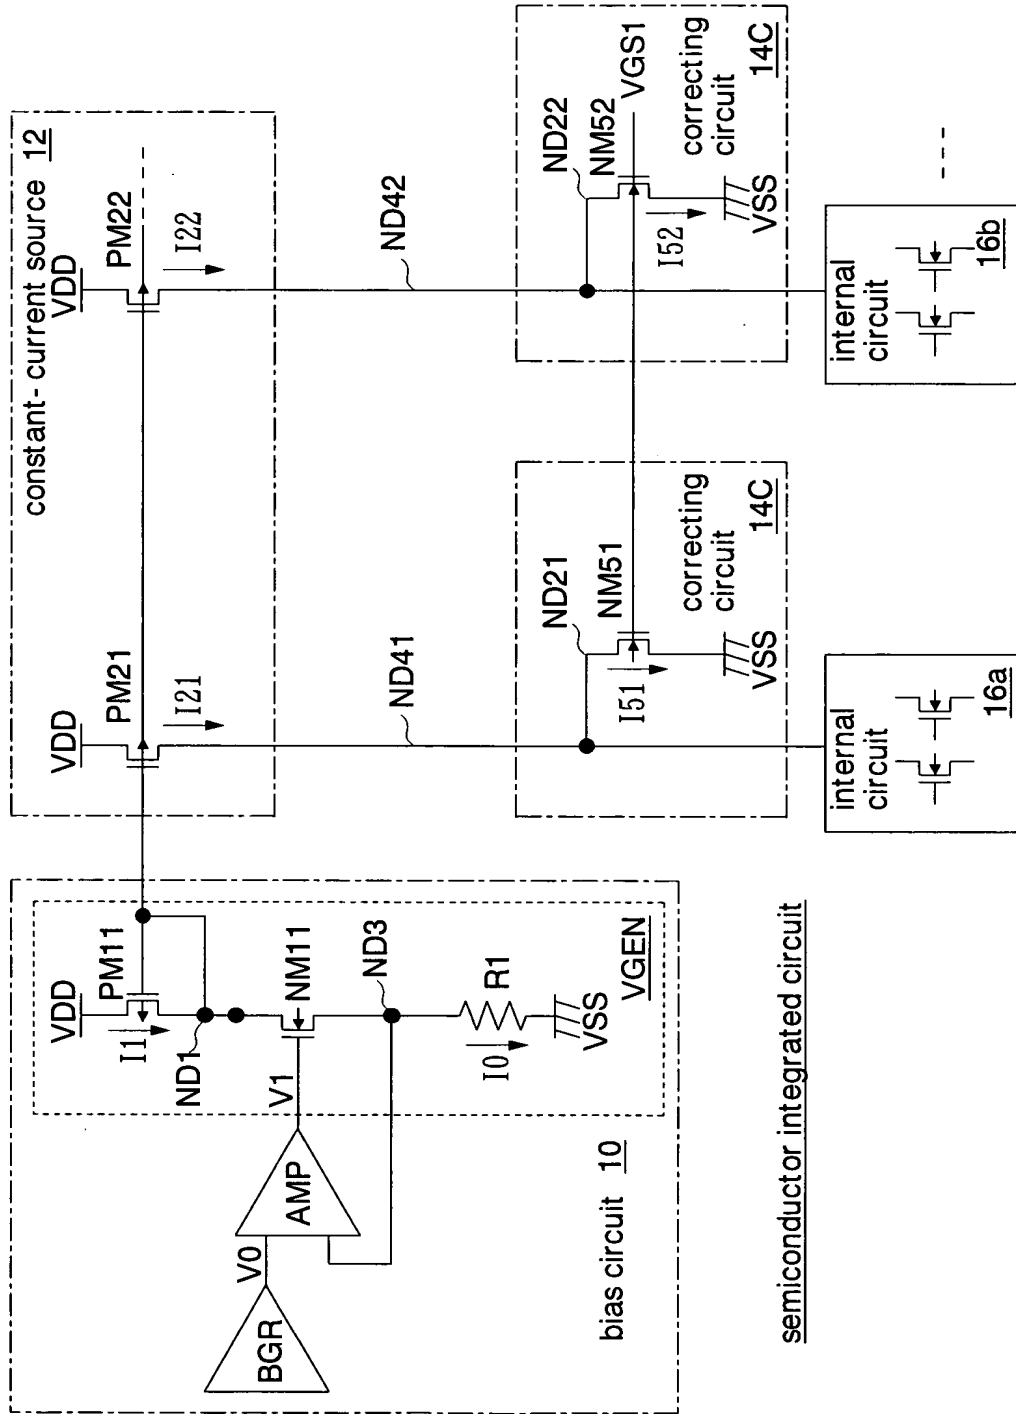 constant- current source 12
VDD
PM21
I21
VDD
PM22
I22
ND41
ND42
bias circuit 10
BGR
V0
AMP
V1
VDD
PM11
I1
ND1
NM11
ND3
R1
I0
VSS
VGEN
ND21
NM51
I51
VSS
correcting
circuit
14C
ND22
NM52
VGS1
I52
VSS
correcting
circuit
14C
internal
circuit
16a
internal
circuit
16b
semiconductor integrated circuit